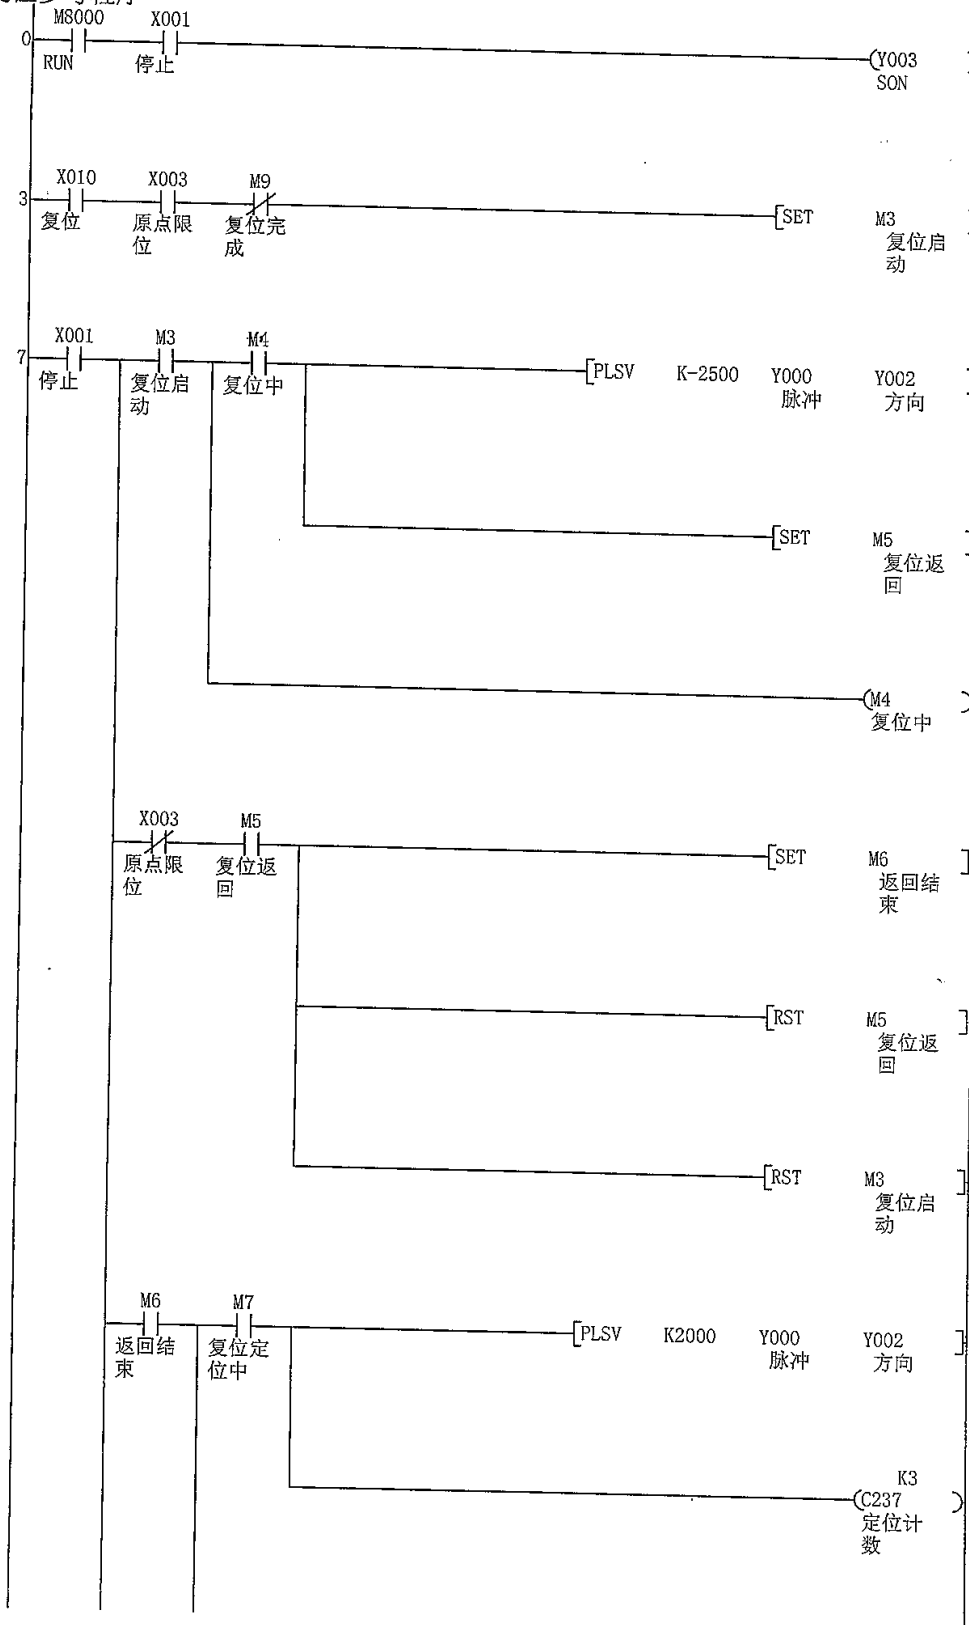 M8000 X001
0 (Y003
RUN 停止 SON
X010 X003 M9
3 [SET M3
复位 原点限位 复位完成 复位启动
X001 M3 M4
7 [PLSV K-2500 Y000 Y002
停止 复位启动 复位中 脉冲 方向
[SET M5
复位返回
(M4 )
复位中
X003 M5
[SET M6 ]
原点限位 复位返回 返回结束
[RST M5 ]
复位返回
[RST M3 ]
复位启动
M6 M7
[PLSV K2000 Y000 Y002 ]
返回结束 复位定位中 脉冲 方向
K3
(C237 )
定位计数